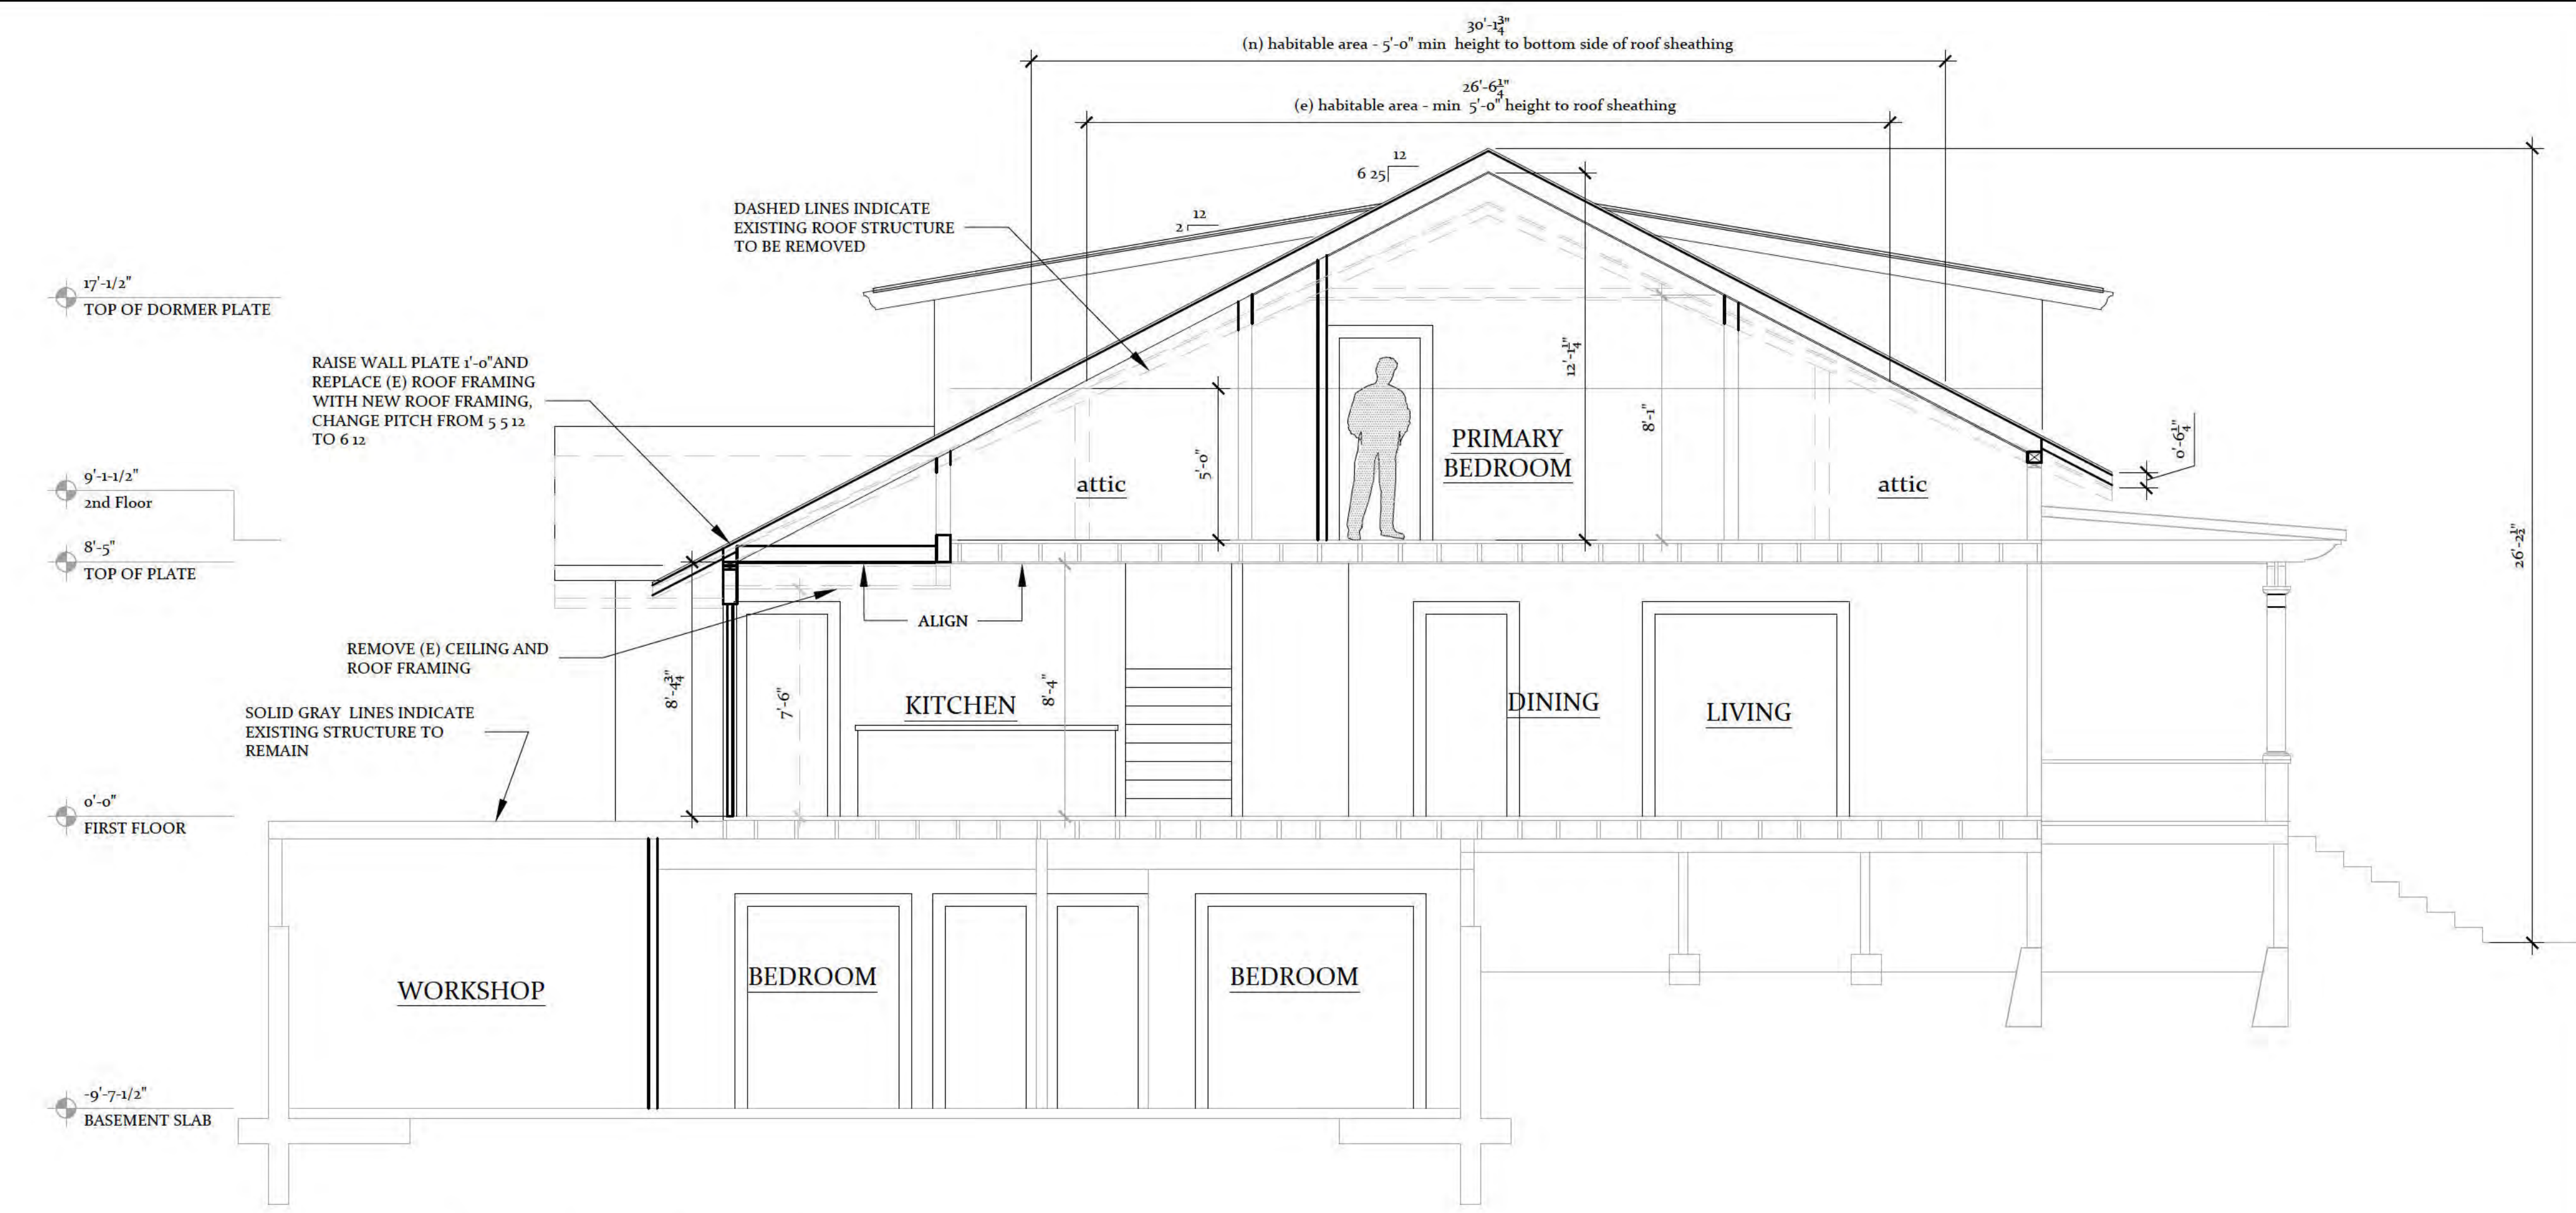 30'-1 3/4"
(n) habitable area - 5'-0" min height to bottom side of roof sheathing
26'-6 1/4"
(e) habitable area - min 5'-0" height to roof sheathing
12
6 25
12
2
DASHED LINES INDICATE
EXISTING ROOF STRUCTURE
TO BE REMOVED
17'-1/2"
TOP OF DORMER PLATE
RAISE WALL PLATE 1'-0"AND
REPLACE (E) ROOF FRAMING
WITH NEW ROOF FRAMING,
CHANGE PITCH FROM 5 5 12
TO 6 12
9'-1-1/2"
2nd Floor
8'-5"
TOP OF PLATE
attic
5'-0"
PRIMARY
BEDROOM
12'-1 1/4"
8'-1"
attic
0'-6 1/4"
26'-2 1/2"
ALIGN
REMOVE (E) CEILING AND
ROOF FRAMING
SOLID GRAY LINES INDICATE
EXISTING STRUCTURE TO
REMAIN
8'-4 3/4"
7'-6"
KITCHEN
8'-4"
DINING
LIVING
0'-0"
FIRST FLOOR
WORKSHOP
BEDROOM
BEDROOM
-9'-7-1/2"
BASEMENT SLAB